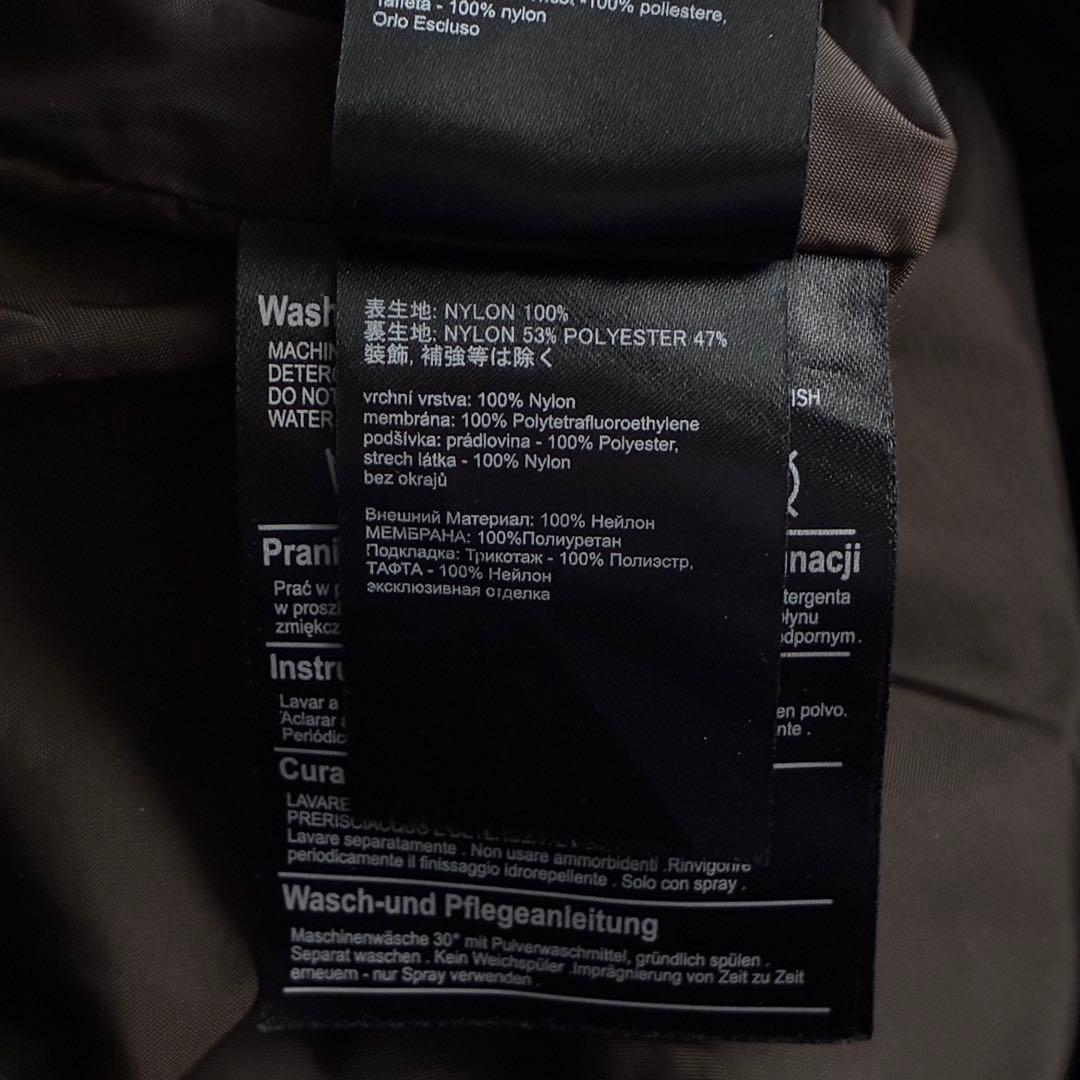 Taffeta - 100% nylon
-100% poliestere,
Orlo Escluso
Wash
MACHIN
DETERG
DO NOT
WATER
ISH
表生地: NYLON 100%
裏生地: NYLON 53% POLYESTER 47%
装飾, 補強等は除く
vrchní vrstva: 100% Nylon
membrána: 100% Polytetrafluoroethylene
podšívka: prádlovina - 100% Polyester,
strech látka - 100% Nylon
bez okrajů
Внешний Материал: 100% Нейлон
МЕМБРАНА: 100%Полиуретан
Подкладка: Трикотаж - 100% Полиэстр,
ТАФТА - 100% Нейлон
эксклюзивная отделка
Prani
nacji
Prać w p
tergenta
w prosz
płynu
zmiękcz
odpornym.
Instru
Lavar a
en polvo.
Aclarar
nte .
Periódic
Cura
LAVARE
Lavare separatamente . Non usare ammorbidenti .Rinvigorire
periodicamente il finissaggio idrorepellente . Solo con spray .
Wasch-und Pflegeanleitung
Maschinenwäsche 30° mit Pulverwaschmittel, gründlich spülen .
Separat waschen . Kein Weichspüler .Imprägnierung von Zeit zu Zeit
erneuem - nur Spray verwenden .